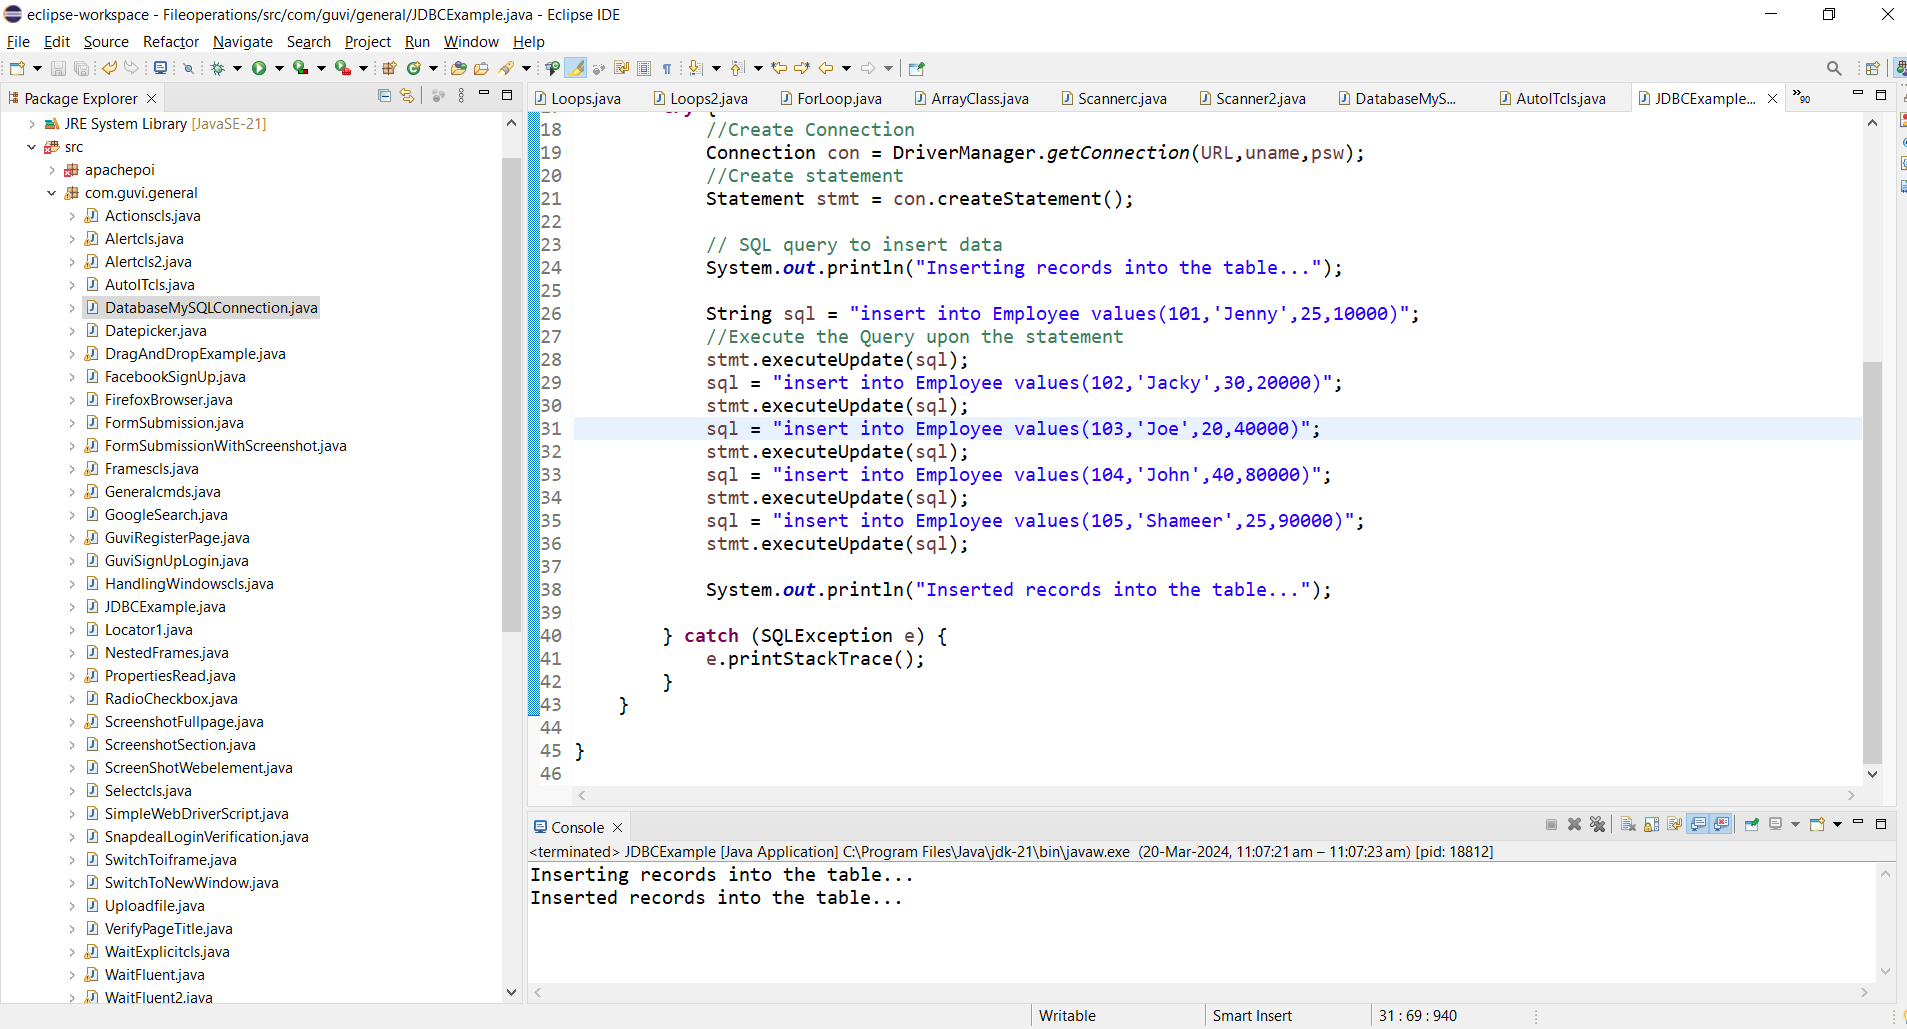 eclipse-workspace - Fileoperations/src/com/guvi/general/JDBCExample.java - Eclipse IDE
File Edit Source Refactor Navigate Search Project Run Window Help
Package Explorer
JRE System Library [JavaSE-21]
src
apachepoi
com.guvi.general
Actionscls.java
Alertcls.java
Alertcls2.java
AutoITcls.java
DatabaseMySQLConnection.java
Datepicker.java
DragAndDropExample.java
FacebookSignUp.java
FirefoxBrowser.java
FormSubmission.java
FormSubmissionWithScreenshot.java
Framescls.java
Generalcmds.java
GoogleSearch.java
GuviRegisterPage.java
GuviSignUpLogin.java
HandlingWindowscls.java
JDBCExample.java
Locator1.java
NestedFrames.java
PropertiesRead.java
RadioCheckbox.java
ScreenshotFullpage.java
ScreenshotSection.java
ScreenShotWebelement.java
Selectcls.java
SimpleWebDriverScript.java
SnapdealLoginVerification.java
SwitchToiframe.java
SwitchToNewWindow.java
Uploadfile.java
VerifyPageTitle.java
WaitExplicitcls.java
WaitFluent.java
WaitFluent2.java
Loops.java Loops2.java ForLoop.java ArrayClass.java Scannerc.java Scanner2.java DatabaseMyS... AutoITcls.java JDBCExample... »90
18 //Create Connection
19 Connection con = DriverManager.getConnection(URL,uname,psw);
20 //Create statement
21 Statement stmt = con.createStatement();
22
23 // SQL query to insert data
24 System.out.println("Inserting records into the table...");
25
26 String sql = "insert into Employee values(101,'Jenny',25,10000)";
27 //Execute the Query upon the statement
28 stmt.executeUpdate(sql);
29 sql = "insert into Employee values(102,'Jacky',30,20000)";
30 stmt.executeUpdate(sql);
31 sql = "insert into Employee values(103,'Joe',20,40000)";
32 stmt.executeUpdate(sql);
33 sql = "insert into Employee values(104,'John',40,80000)";
34 stmt.executeUpdate(sql);
35 sql = "insert into Employee values(105,'Shameer',25,90000)";
36 stmt.executeUpdate(sql);
37
38 System.out.println("Inserted records into the table...");
39
40 } catch (SQLException e) {
41 e.printStackTrace();
42 }
43 }
44
45 }
46
Console
<terminated> JDBCExample [Java Application] C:\Program Files\Java\jdk-21\bin\javaw.exe (20-Mar-2024, 11:07:21 am – 11:07:23 am) [pid: 18812]
Inserting records into the table...
Inserted records into the table...
Writable Smart Insert 31 : 69 : 940